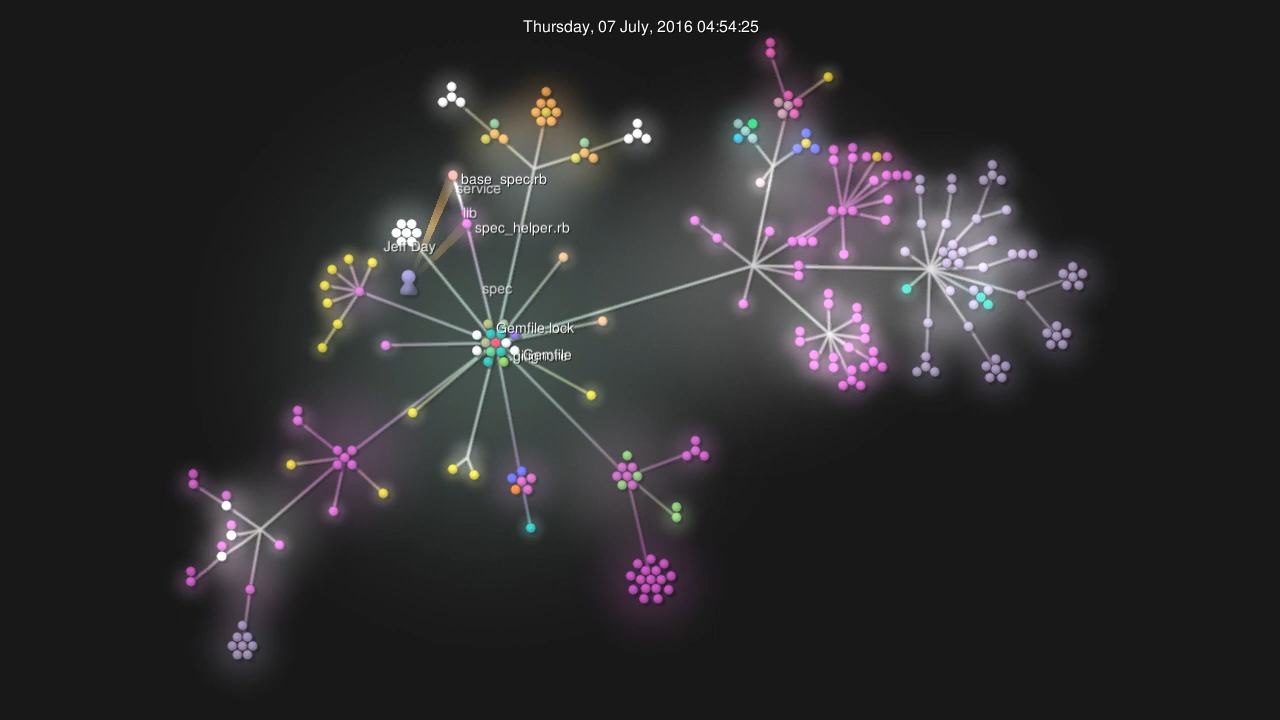 Thursday, 07 July, 2016 04:54:25
base_spec.rb
service
lib
spec_helper.rb
Jeff Day
spec
Gemfile.lock
Gemfile